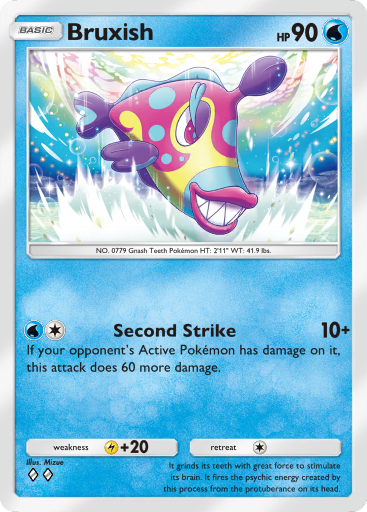 BASIC Bruxish HP 90
NO. 0779 Gnash Teeth Pokémon HT: 2'11" WT: 41.9 lbs.
Second Strike 10+
If your opponent's Active Pokémon has damage on it,
this attack does 60 more damage.
weakness +20 retreat
Illus. Mizue
It grinds its teeth with great force to stimulate
its brain. It fires the psychic energy created by
this process from the protuberance on its head.